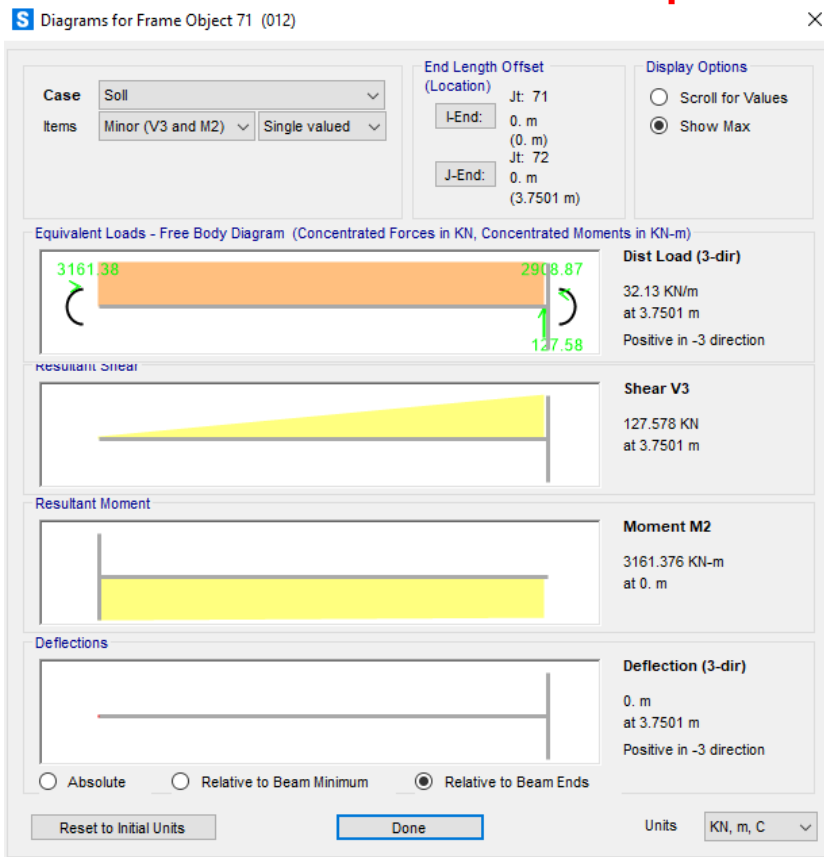 S Diagrams for Frame Object 71 (012)
Case Soll
Items Minor (V3 and M2) Single valued
End Length Offset
(Location)
Jt: 71
I-End: 0. m
(0. m)
Jt: 72
J-End: 0. m
(3.7501 m)
Display Options
Scroll for Values
Show Max
Equivalent Loads - Free Body Diagram (Concentrated Forces in KN, Concentrated Moments in KN-m)
3161.38
2908.87
127.58
Dist Load (3-dir)
32.13 KN/m
at 3.7501 m
Positive in -3 direction
Resultant Shear
Shear V3
127.578 KN
at 3.7501 m
Resultant Moment
Moment M2
3161.376 KN-m
at 0. m
Deflections
Deflection (3-dir)
0. m
at 3.7501 m
Positive in -3 direction
Absolute Relative to Beam Minimum Relative to Beam Ends
Reset to Initial Units Done Units KN, m, C